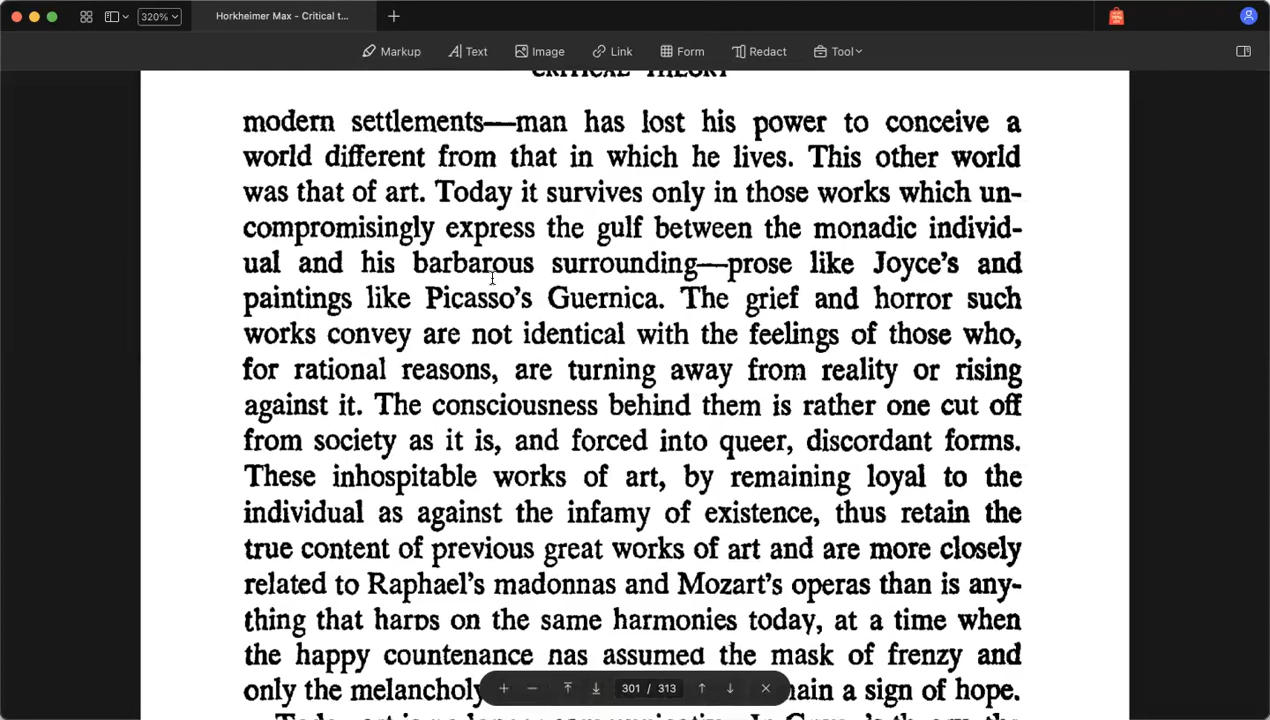 320%
Horkheimer Max - Critical t...
Markup Text Image Link Form Redact Tool
CRITICAL THEORY
modern settlements—man has lost his power to conceive a
world different from that in which he lives. This other world
was that of art. Today it survives only in those works which un-
compromisingly express the gulf between the monadic individ-
ual and his barbarous surrounding—prose like Joyce's and
paintings like Picasso's Guernica. The grief and horror such
works convey are not identical with the feelings of those who,
for rational reasons, are turning away from reality or rising
against it. The consciousness behind them is rather one cut off
from society as it is, and forced into queer, discordant forms.
These inhospitable works of art, by remaining loyal to the
individual as against the infamy of existence, thus retain the
true content of previous great works of art and are more closely
related to Raphael's madonnas and Mozart's operas than is any-
thing that harps on the same harmonies today, at a time when
the happy countenance has assumed the mask of frenzy and
only the melancholy a sign of hope.
301 / 313